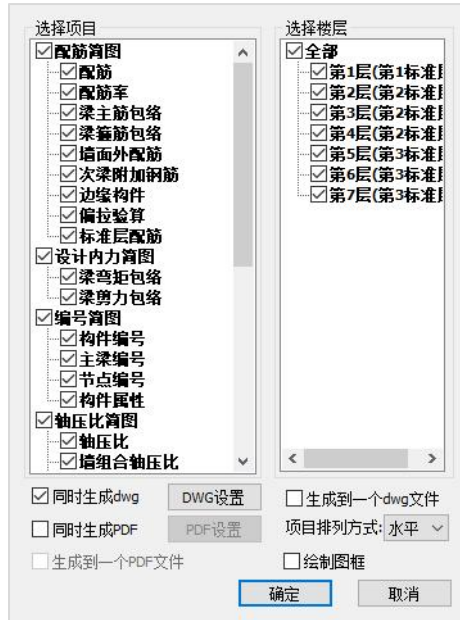 选择项目
配筋简图
配筋
配筋率
梁主筋包络
梁箍筋包络
墙面外配筋
次梁附加钢筋
边缘构件
偏拉验算
标准层配筋
设计内力简图
梁弯矩包络
梁剪力包络
编号简图
构件编号
主梁编号
节点编号
构件属性
轴压比简图
轴压比
墙组合轴压比
选择楼层
全部
第1层(第1标准
第2层(第2标准
第3层(第2标准
第4层(第2标准
第5层(第3标准
第6层(第3标准
第7层(第3标准
同时生成dwg
DWG设置
生成到一个dwg文件
同时生成PDF
PDF设置
项目排列方式: 水平
生成到一个PDF文件
绘制图框
确定
取消